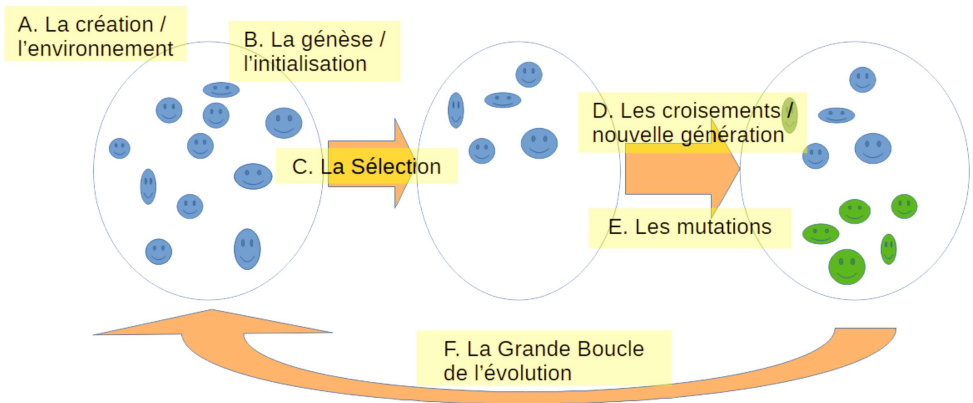 A. La création /
l'environnement
B. La génèse /
l'initialisation
C. La Sélection
D. Les croisements /
nouvelle génération
E. Les mutations
F. La Grande Boucle
de l'évolution